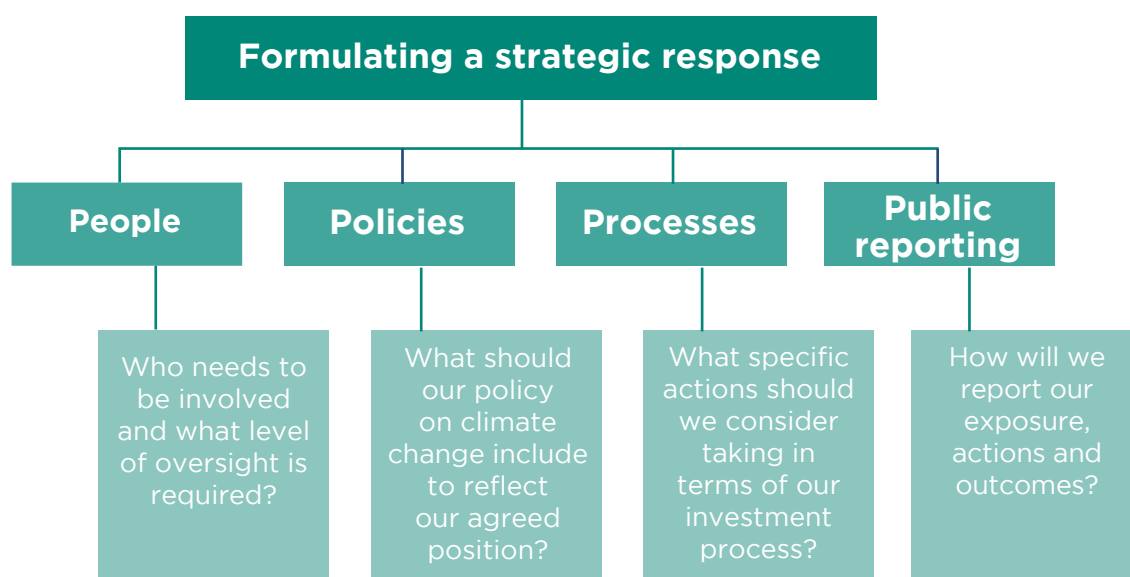 Formulating a strategic response
People
Policies
Processes
Public
reporting
Who needs to
be involved
and what level
of oversight is
required?
What should
our policy
on climate
change include
to reflect
our agreed
position?
What specific
actions should
we consider
taking in
terms of our
investment
process?
How will we
report our
exposure,
actions and
outcomes?